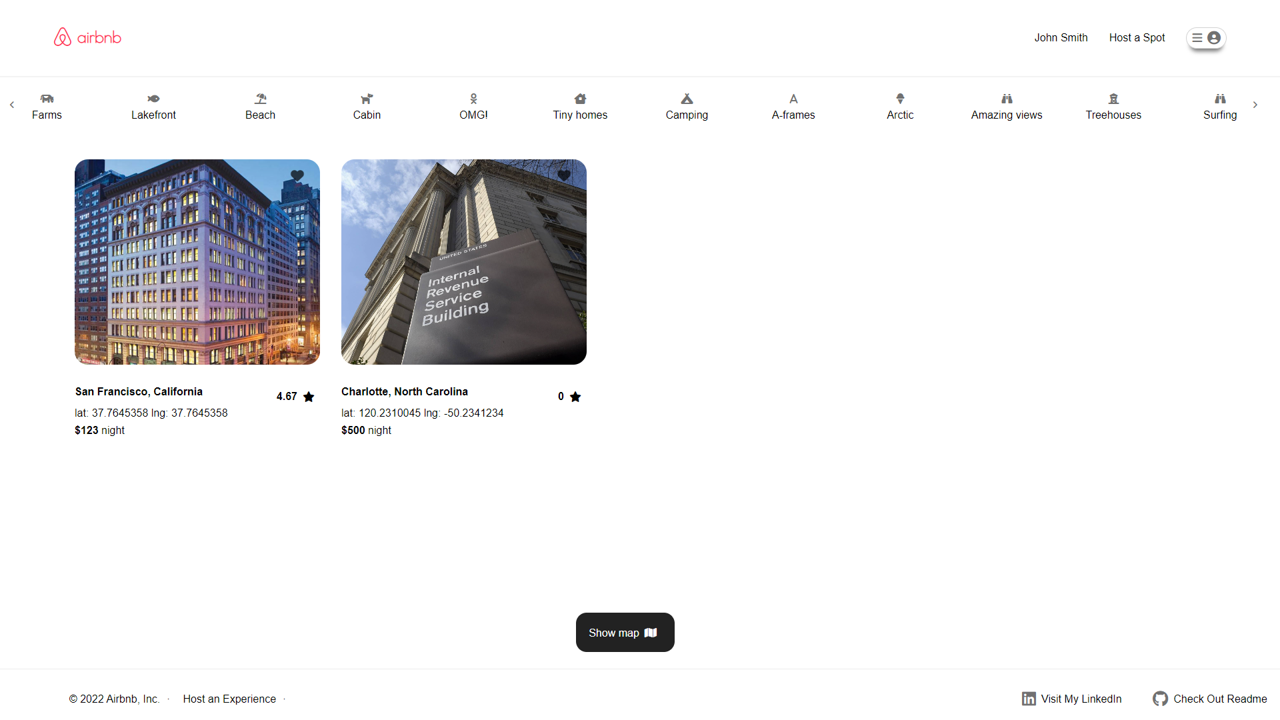 airbnb
John Smith Host a Spot
Farms Lakefront Beach Cabin OMG! Tiny homes Camping A-frames Arctic Amazing views Treehouses Surfing
UNITED STATES
Internal
Revenue
Service
Building
San Francisco, California
4.67
lat: 37.7645358 lng: 37.7645358
$123 night
Charlotte, North Carolina
0
lat: 120.2310045 lng: -50.2341234
$500 night
Show map
© 2022 Airbnb, Inc. · Host an Experience · Visit My LinkedIn Check Out Readme